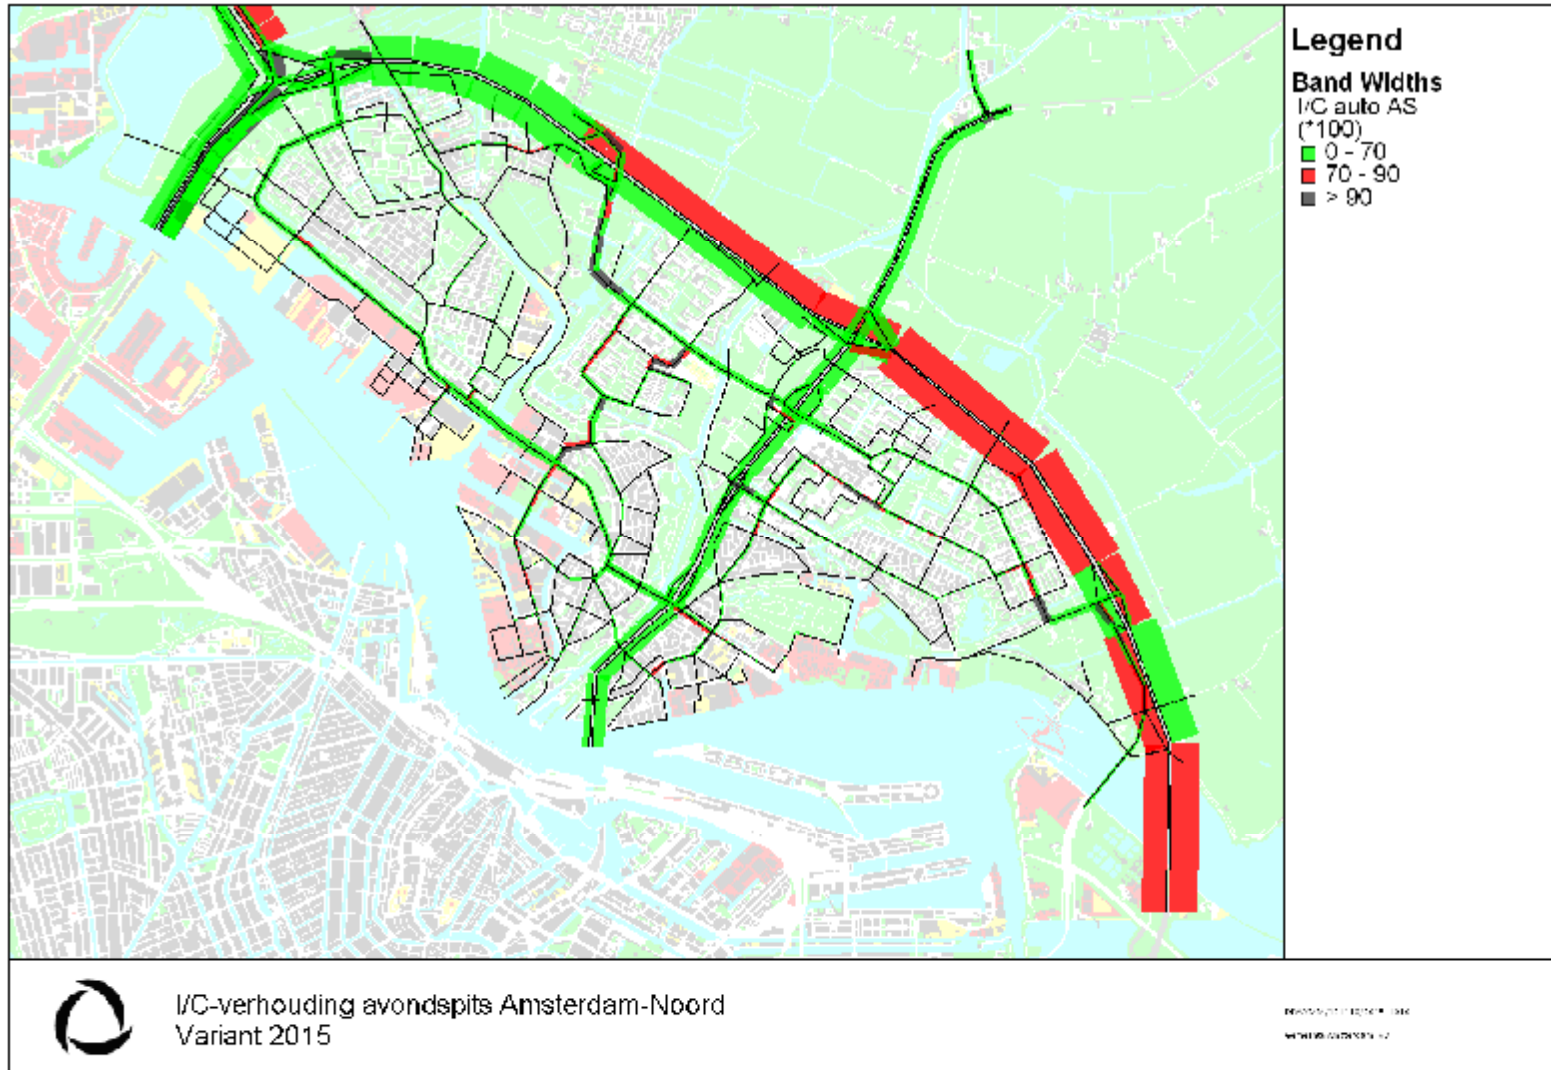 Legend
Band Widths
I/C auto AS
(*100)
0 - 70
70 - 90
> 90
I/C-verhouding avondspits Amsterdam-Noord
Variant 2015